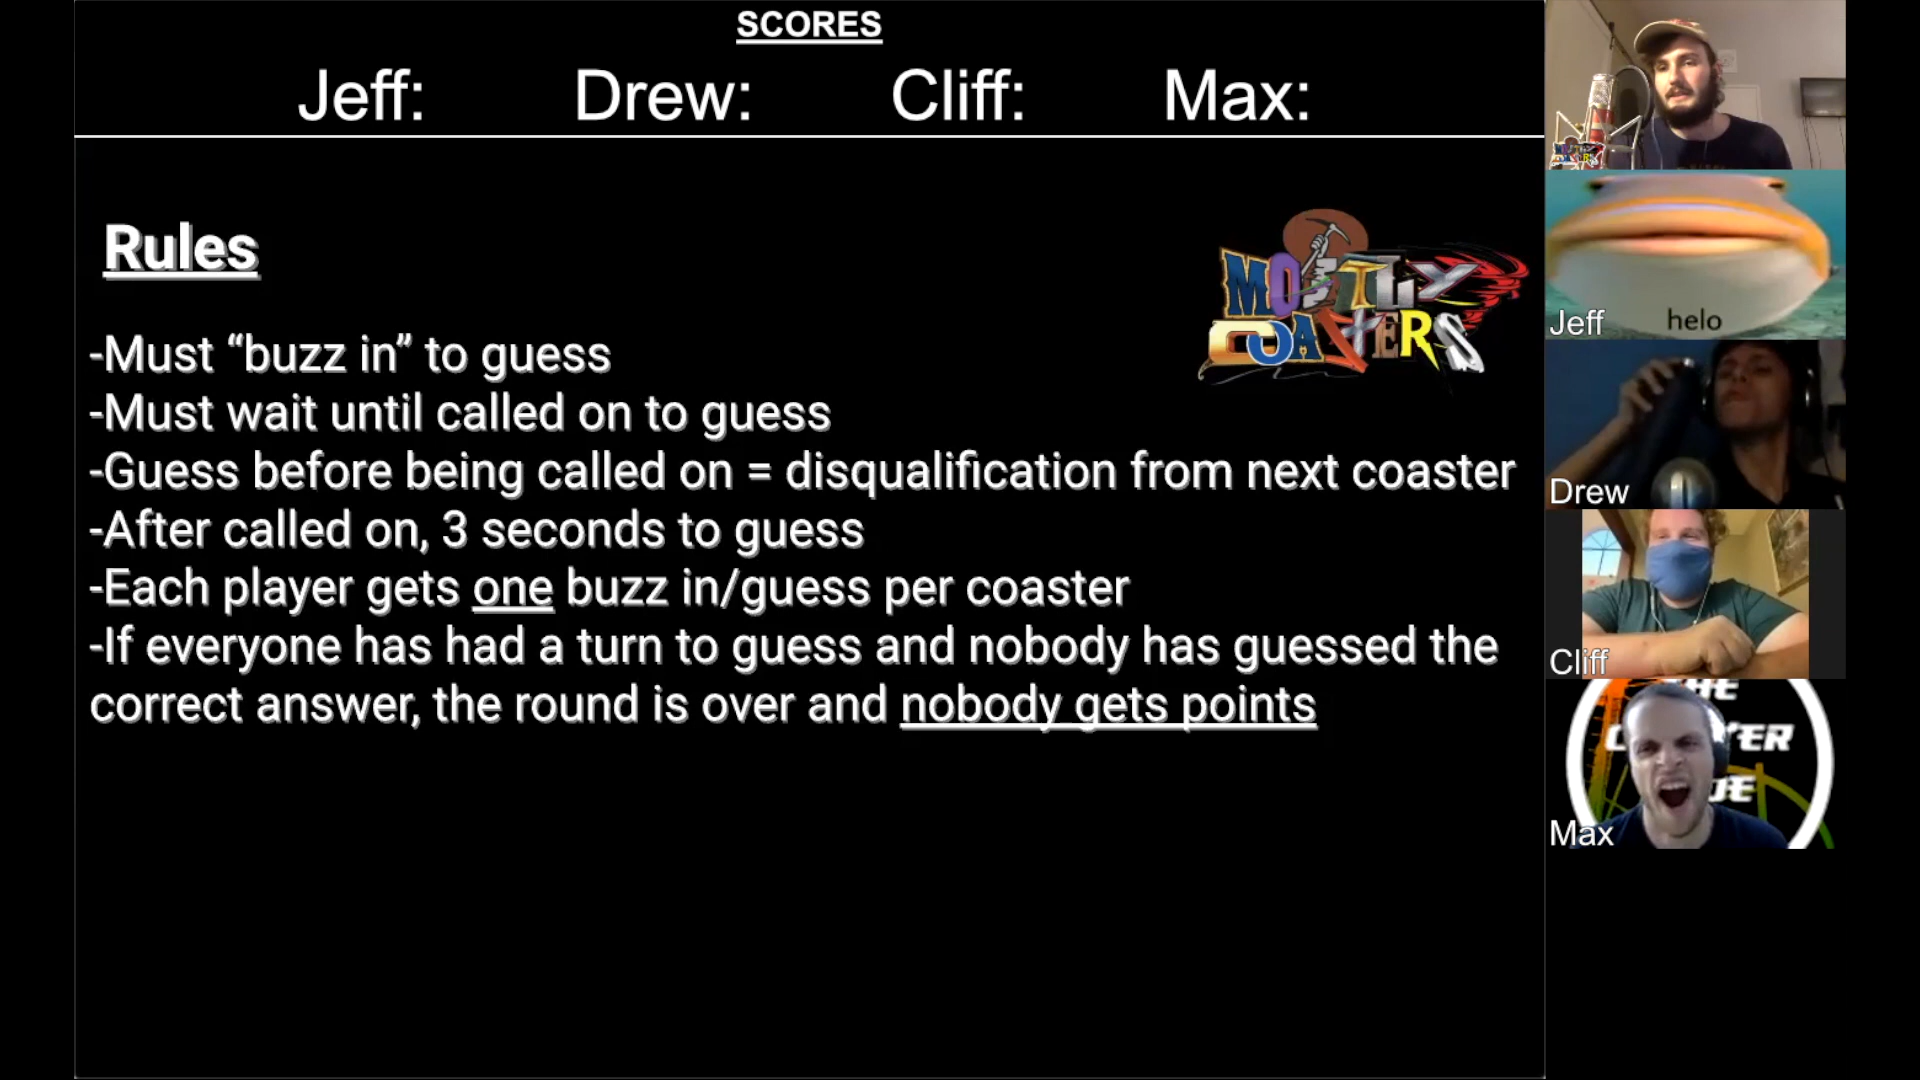 SCORES
Jeff: Drew: Cliff: Max:
Rules
MOSTLY
COASTERS
-Must “buzz in” to guess
-Must wait until called on to guess
-Guess before being called on = disqualification from next coaster
-After called on, 3 seconds to guess
-Each player gets one buzz in/guess per coaster
-If everyone has had a turn to guess and nobody has guessed the
correct answer, the round is over and nobody gets points
helo
Jeff
Drew
Cliff
THE
Max